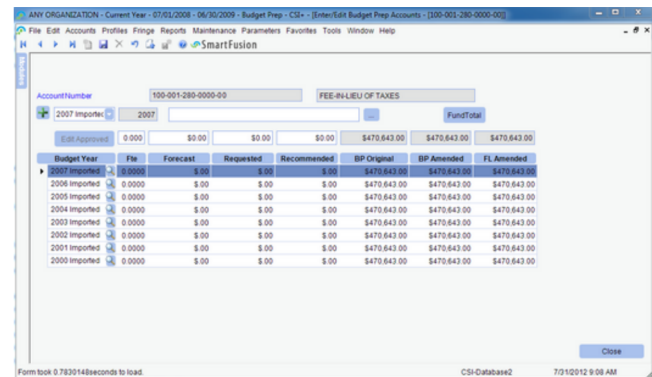 ANY ORGANIZATION - Current Year - 07/01/2008 - 06/30/2009 - Budget Prep - CSI+ - [Enter/Edit Budget Prep Accounts - [100-001-280-0000-00]]
File Edit Accounts Profiles Fringe Reports Maintenance Parameters Favorites Tools Window Help
SmartFusion
Modules
Account Number 100-001-280-0000-00 FEE-IN-LIEU OF TAXES
2007 Imported 2007 ... FundTotal
Edit Approved 0.000 $0.00 $0.00 $0.00 $470,643.00 $470,643.00 $470,643.00
Budget Year Fte Forecast Requested Recommended BP Original BP Amended FL Amended
2007 Imported 0.0000 $.00 $.00 $.00 $470,643.00 $470,643.00 $470,643.00
2006 Imported 0.0000 $.00 $.00 $.00 $470,643.00 $470,643.00 $470,643.00
2005 Imported 0.0000 $.00 $.00 $.00 $470,643.00 $470,643.00 $470,643.00
2004 Imported 0.0000 $.00 $.00 $.00 $470,643.00 $470,643.00 $470,643.00
2003 Imported 0.0000 $.00 $.00 $.00 $470,643.00 $470,643.00 $470,643.00
2002 Imported 0.0000 $.00 $.00 $.00 $470,643.00 $470,643.00 $470,643.00
2001 Imported 0.0000 $.00 $.00 $.00 $470,643.00 $470,643.00 $470,643.00
2000 Imported 0.0000 $.00 $.00 $.00 $470,643.00 $470,643.00 $470,643.00
Close
Form took 0.7830148seconds to load. CSI-Database2 7/31/2012 9:08 AM